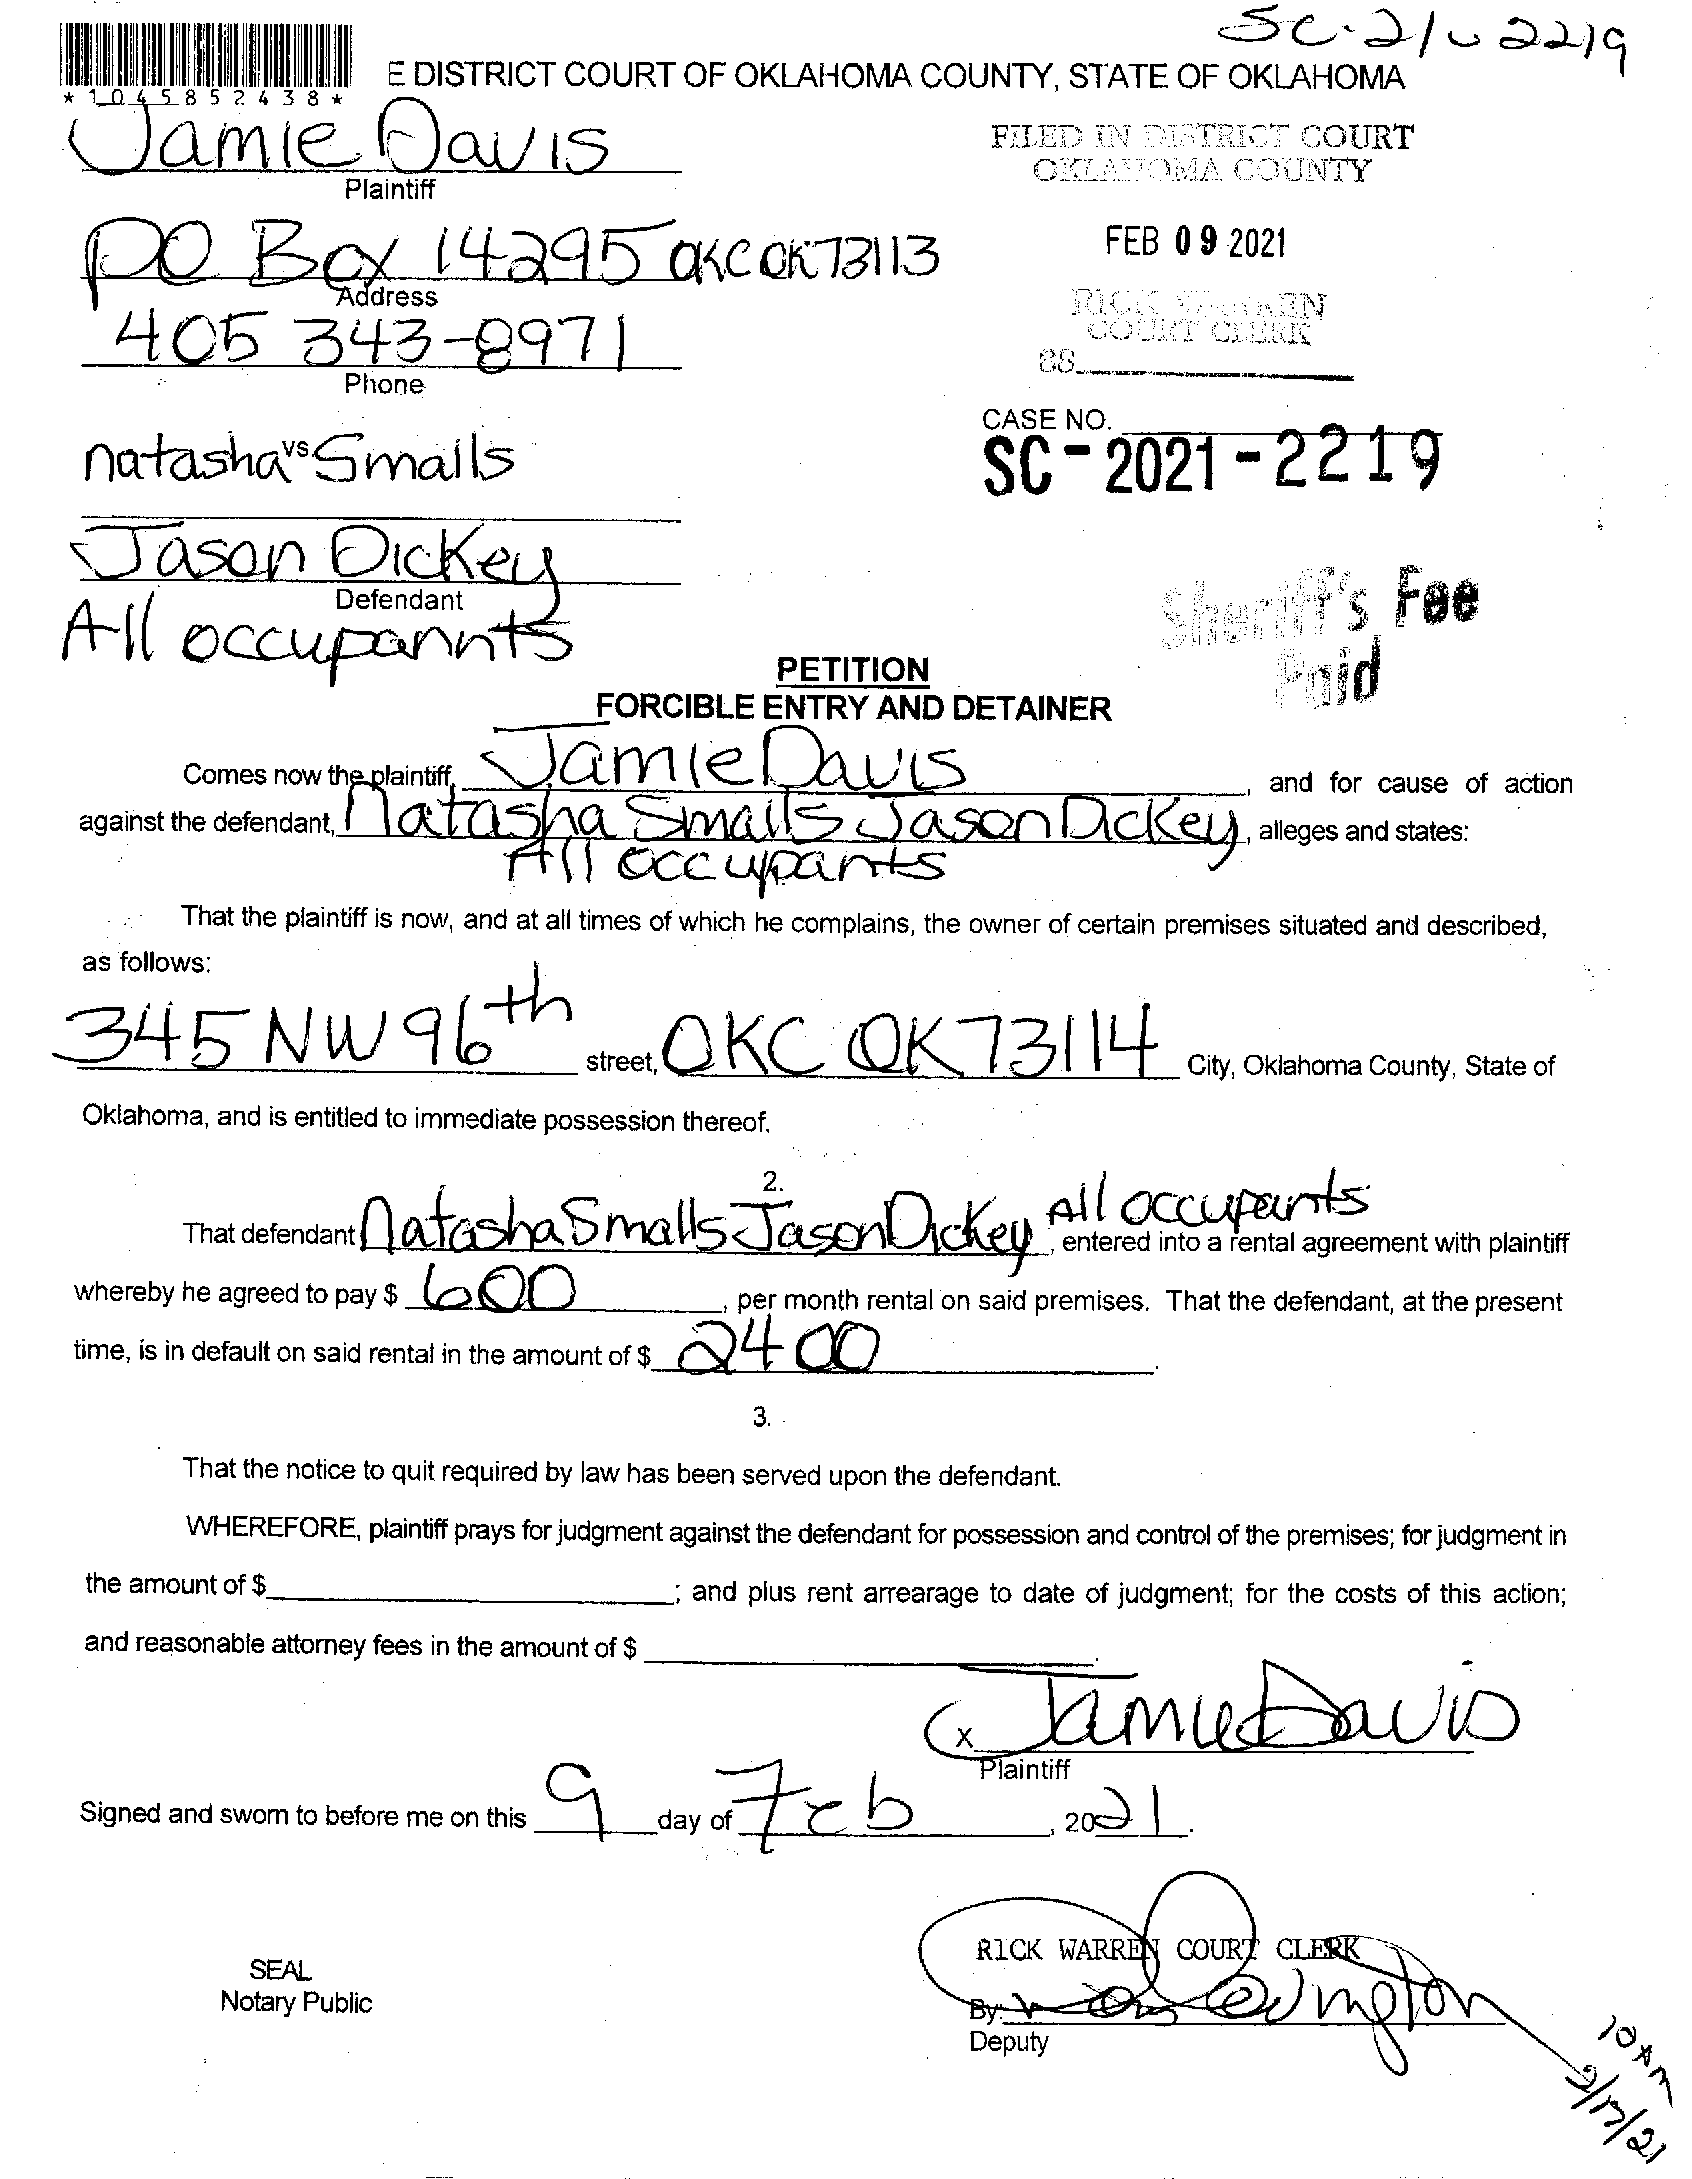 SC-21-2219
E DISTRICT COURT OF OKLAHOMA COUNTY, STATE OF OKLAHOMA
* 1 0 4 5 8 5 2 4 3 8 *
Jamie Davis
Plaintiff
FILED IN DISTRICT COURT
OKLAHOMA COUNTY
PO Box 14295 OKC OK 73113
Address
FEB 09 2021
405 343-8971
Phone
RICK WARREN
COURT CLERK
CASE NO.
SC-2021-2219
natasha vs Smalls
Jason Dickey
Defendant
All occupannts
Sheriff's Fee
Paid
PETITION
FORCIBLE ENTRY AND DETAINER
Comes now the plaintiff, Jamie Davis, and for cause of action
against the defendant, Natasha Smalls Jason Dickey, alleges and states:
All occupants
That the plaintiff is now, and at all times of which he complains, the owner of certain premises situated and described,
as follows:
345 NW 96th street, OKC OK 73114 City, Oklahoma County, State of
Oklahoma, and is entitled to immediate possession thereof.
2.
That defendant Natasha Smalls Jason Dickey All occupants, entered into a rental agreement with plaintiff
whereby he agreed to pay $ 600, per month rental on said premises. That the defendant, at the present
time, is in default on said rental in the amount of $ 2400.
3.
That the notice to quit required by law has been served upon the defendant.
WHEREFORE, plaintiff prays for judgment against the defendant for possession and control of the premises; for judgment in
the amount of $ ; and plus rent arrearage to date of judgment; for the costs of this action;
and reasonable attorney fees in the amount of $ .
x Jamie Davis
Plaintiff
Signed and sworn to before me on this 9 day of Feb, 2021.
SEAL
Notary Public
RICK WARREN COURT CLERK
By:
Deputy
10 AM
2/17/21